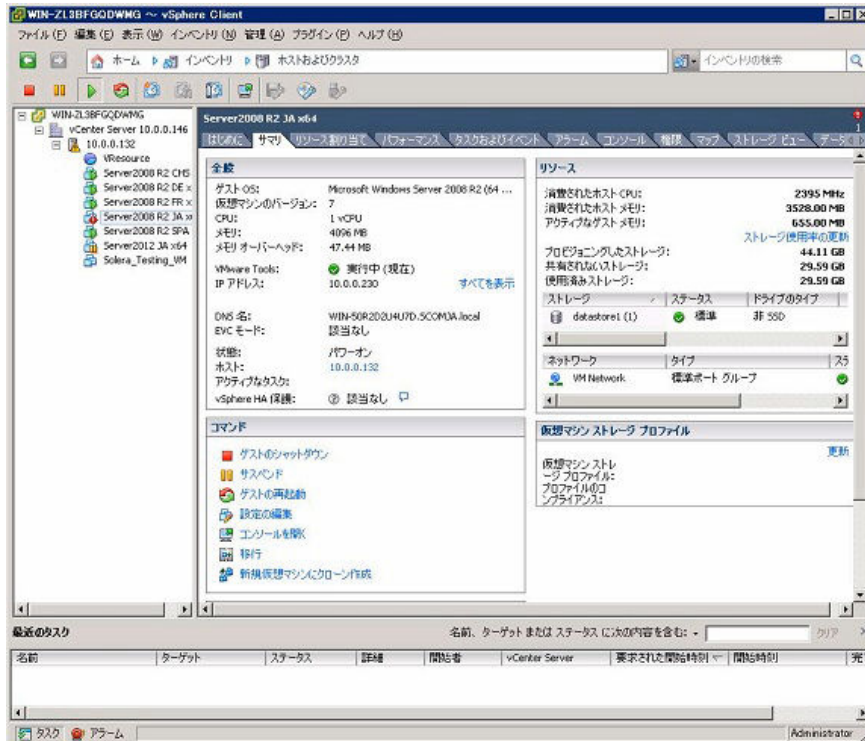 WIN-ZL3BFGQDWMG ～ vSphere Client
ファイル(F) 編集(E) 表示(W) インベントリ(N) 管理(A) プラグイン(P) ヘルプ(H)
ホーム インベントリ ホストおよびクラスタ インベントリの検索
WIN-ZL3BFGQDWMG
vCenter Server 10.0.0.146
10.0.0.132
VResource
Server2008 R2 CHS
Server2008 R2 DE x
Server2008 R2 FR x
Server2008 R2 JA x
Server2008 R2 SPA
Server2012 JA x64
Solera_Testing_VM
Server2008 R2 JA x64
はじめに サマリ リソース割り当て パフォーマンス タスクおよびイベント アラーム コンソール 権限 マップ ストレージ ビュー データ
全般
ゲスト OS: Microsoft Windows Server 2008 R2 (64 ...
仮想マシンのバージョン: 7
CPU: 1 vCPU
メモリ: 4096 MB
メモリ オーバーヘッド: 47.44 MB
VMware Tools: 実行中 (現在)
IP アドレス: 10.0.0.230 すべてを表示
DNS 名: WIN-50R2D2U4U7D.5COMJA.local
EVC モード: 該当なし
状態: パワーオン
ホスト: 10.0.0.132
アクティブなタスク:
vSphere HA 保護: 該当なし
コマンド
ゲストのシャットダウン
サスペンド
ゲストの再起動
設定の編集
コンソールを開く
移行
新規仮想マシンにクローン作成
リソース
消費されたホスト CPU: 2395 MHz
消費されたホスト メモリ: 3528.00 MB
アクティブなゲスト メモリ: 655.00 MB
ストレージ使用率の更新
プロビジョニングしたストレージ: 44.11 GB
共有されないストレージ: 29.59 GB
使用済みストレージ: 29.59 GB
ストレージ ステータス ドライブのタイプ
datastore1 (1) 標準 非 SSD
ネットワーク タイプ ステ
VM Network 標準ポート グループ
仮想マシン ストレージ プロファイル
更新
仮想マシン ストレ
ージ プロファイル:
プロファイルのコ
ンプライアンス:
最近のタスク 名前、ターゲット または ステータス に次の内容を含む: クリア
名前 ターゲット ステータス 詳細 開始者 vCenter Server 要求された開始時刻 開始時刻 完
タスク アラーム Administrator